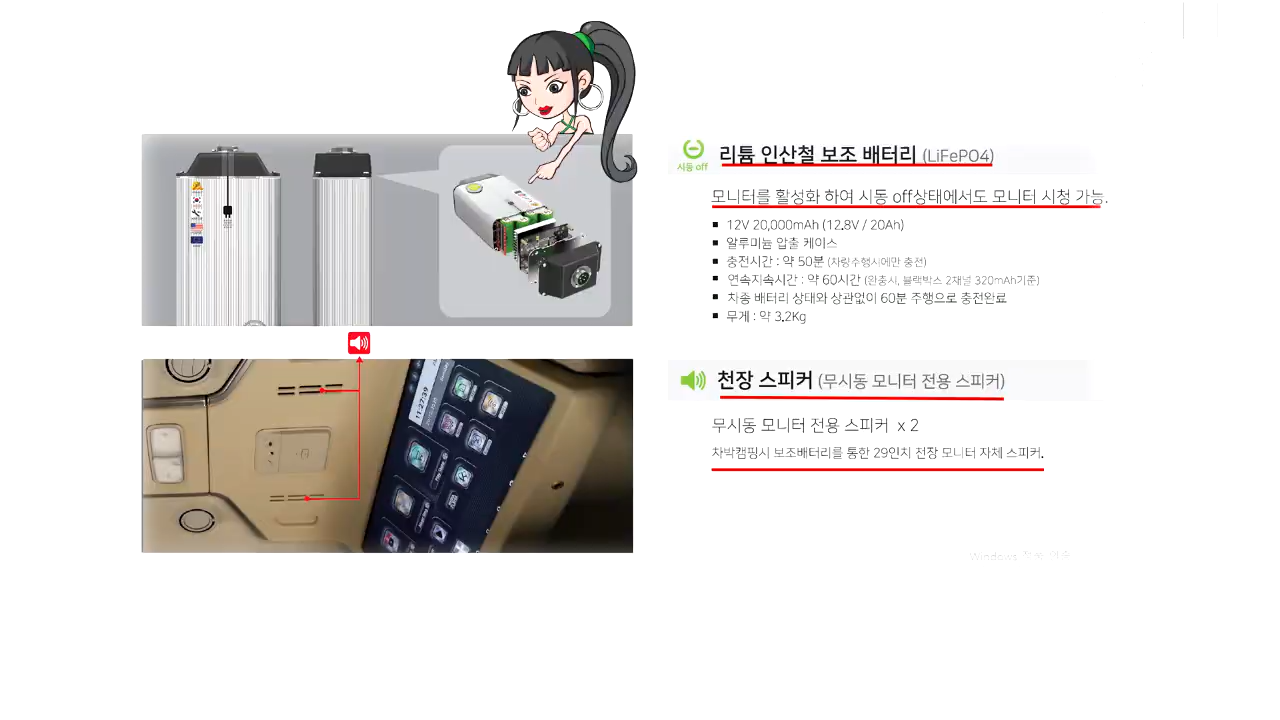 시동 off
리튬 인산철 보조 배터리 (LiFePO4)
모니터를 활성화 하여 시동 off상태에서도 모니터 시청 가능.
12V 20,000mAh (12.8V / 20Ah)
알루미늄 압출 케이스
충전시간 : 약 50분 (차량주행시에만 충전)
연속지속시간 : 약 60시간 (완충시, 블랙박스 2채널 320mAh기준)
차종 배터리 상태와 상관없이 60분 주행으로 충전완료
무게 : 약 3.2Kg
11:27:39
천장 스피커 (무시동 모니터 전용 스피커)
무시동 모니터 전용 스피커 x 2
차박캠핑시 보조배터리를 통한 29인치 천장 모니터 자체 스피커.
Windows